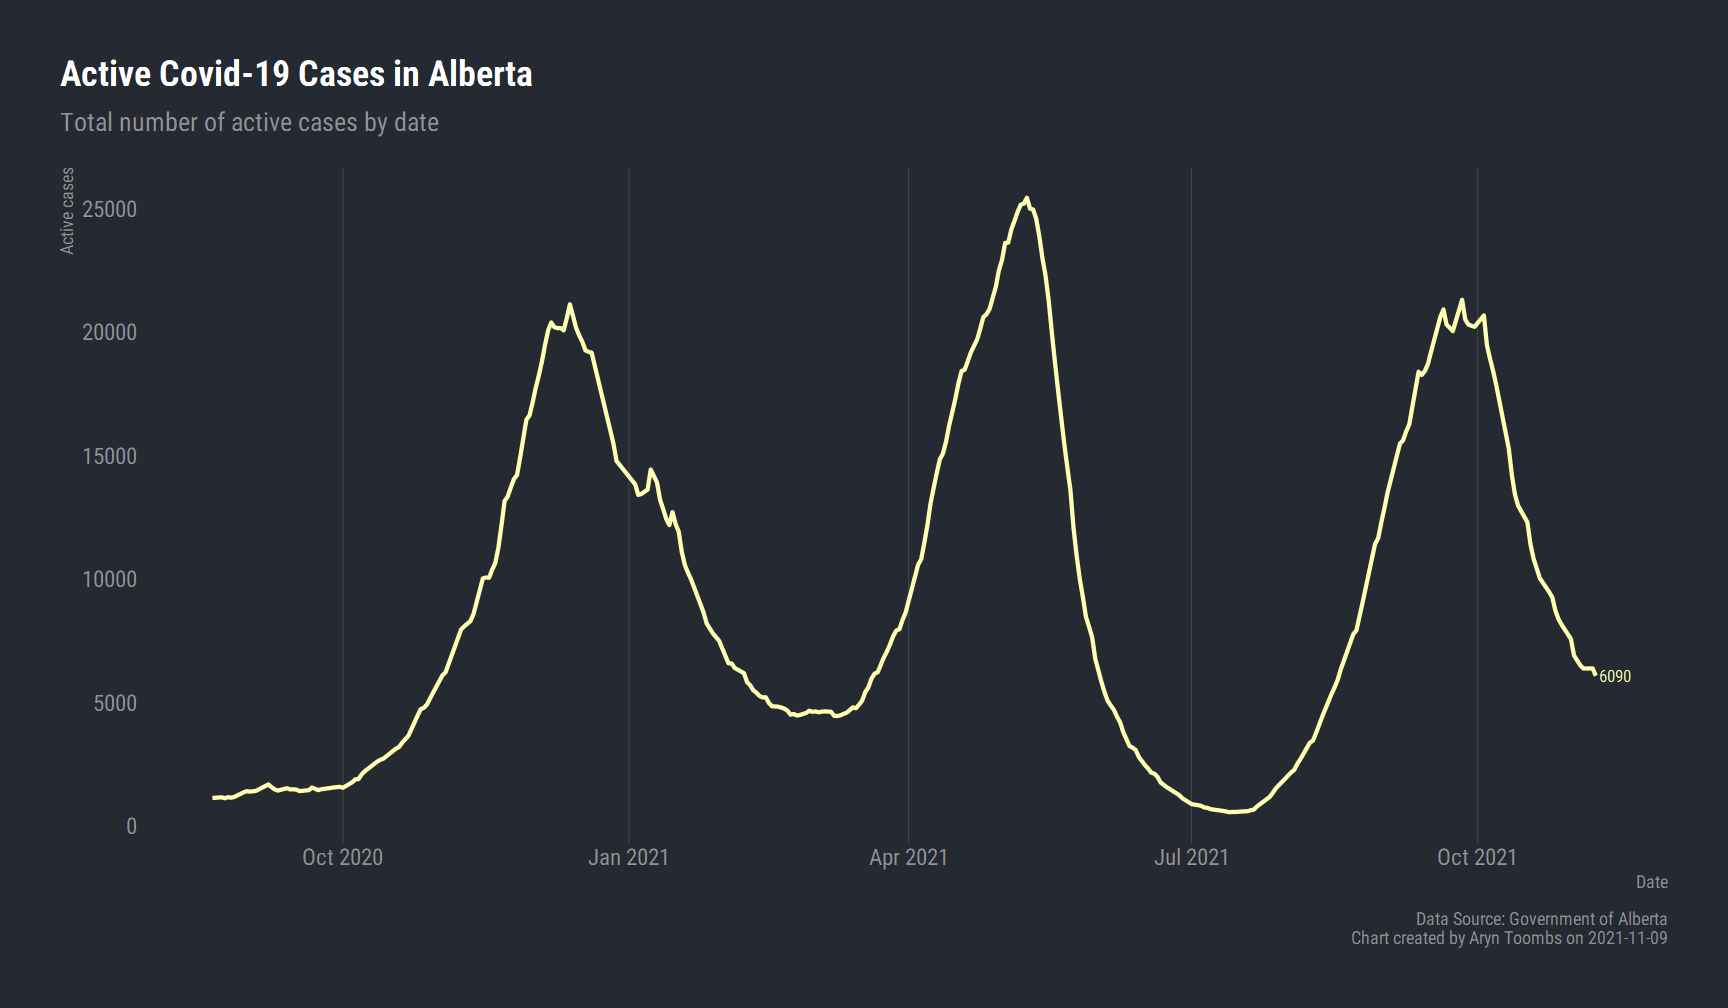 Active Covid-19 Cases in Alberta
Total number of active cases by date
Active cases
25000
20000
15000
10000
5000
0
6090
Oct 2020
Jan 2021
Apr 2021
Jul 2021
Oct 2021
Date
Data Source: Government of Alberta
Chart created by Aryn Toombs on 2021-11-09